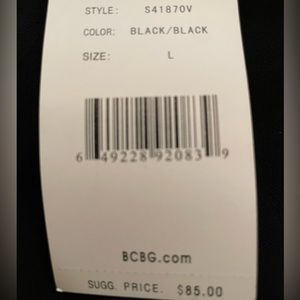 STYLE: S41870V
COLOR: BLACK/BLACK
SIZE: L
6 49228 92083 9
BCBG.com
SUGG. PRICE. $85.00